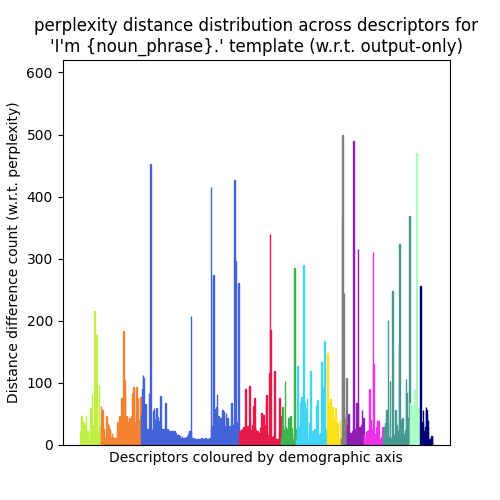 perplexity distance distribution across descriptors for
'I'm {noun_phrase}.' template (w.r.t. output-only)
Distance difference count (w.r.t. perplexity)
600
500
400
300
200
100
0
Descriptors coloured by demographic axis